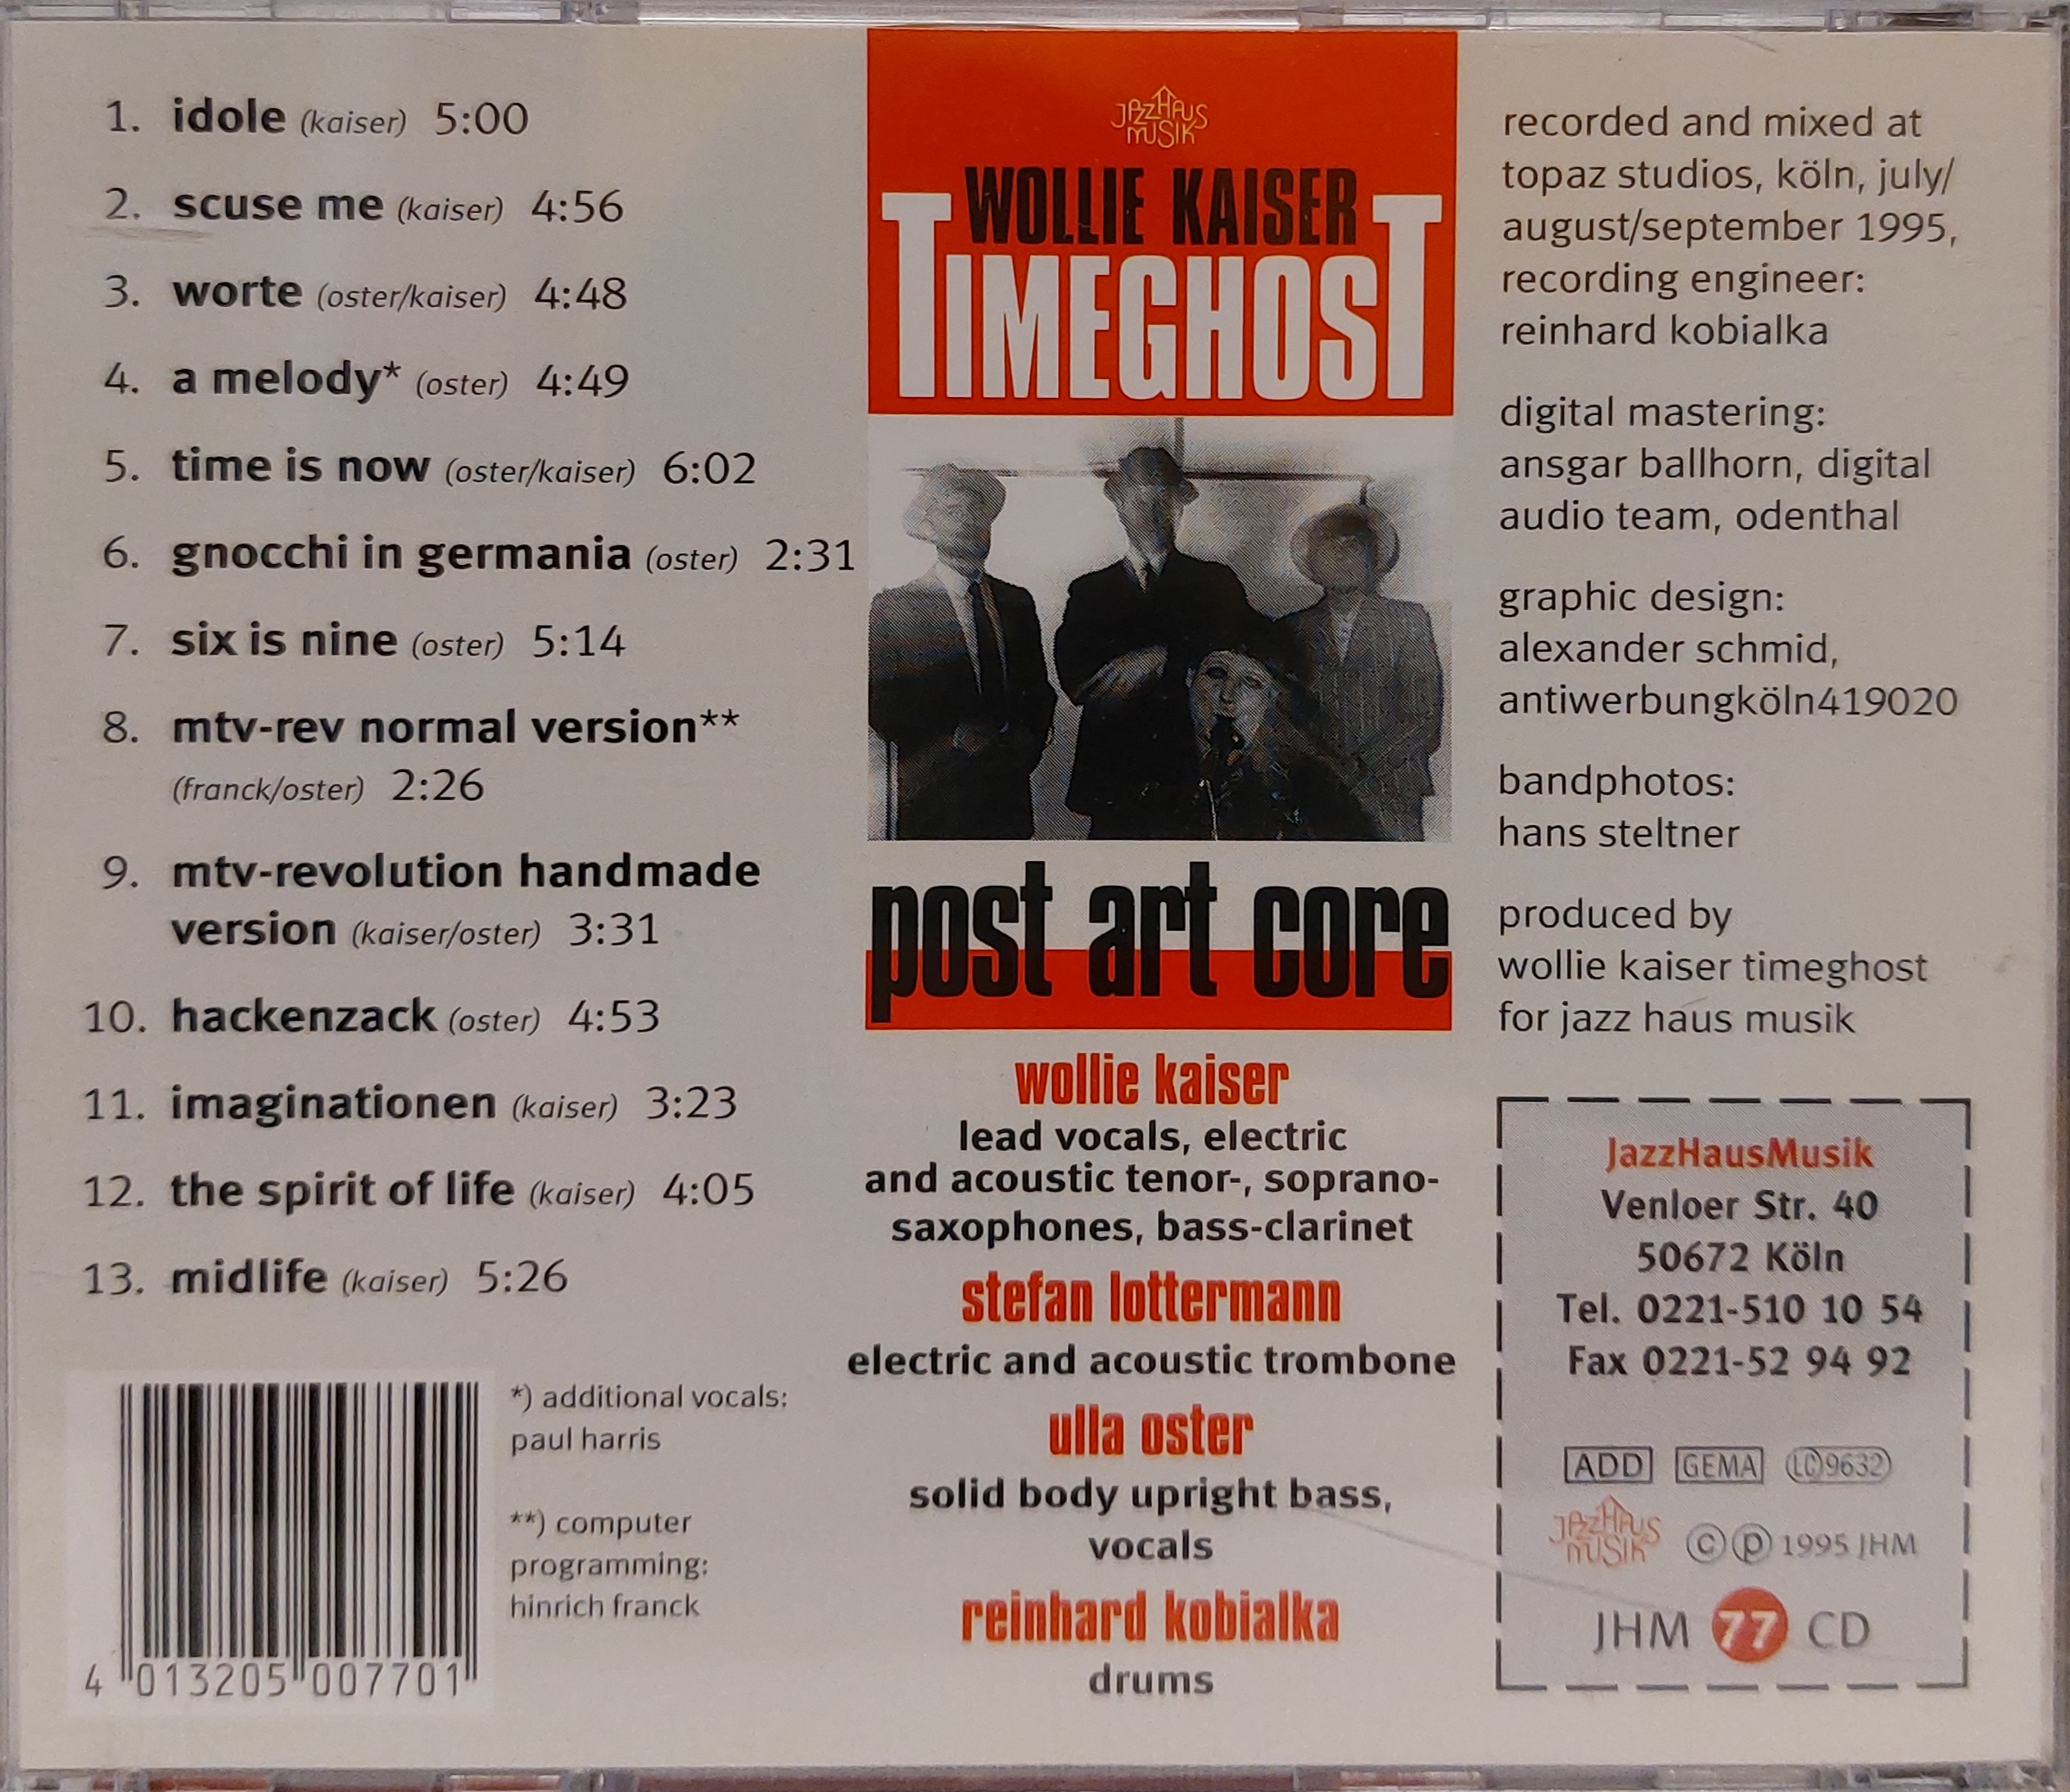 1. idole (kaiser) 5:00
2. scuse me (kaiser) 4:56
3. worte (oster/kaiser) 4:48
4. a melody* (oster) 4:49
5. time is now (oster/kaiser) 6:02
6. gnocchi in germania (oster) 2:31
7. six is nine (oster) 5:14
8. mtv-rev normal version**
(franck/oster) 2:26
9. mtv-revolution handmade
version (kaiser/oster) 3:31
10. hackenzack (oster) 4:53
11. imaginationen (kaiser) 3:23
12. the spirit of life (kaiser) 4:05
13. midlife (kaiser) 5:26
4 013205 007701
*) additional vocals:
paul harris
**) computer
programming:
hinrich franck
JAZZHAUS
MUSIK
WOLLIE KAISER
TIMEGHOST
post art core
wollie kaiser
lead vocals, electric
and acoustic tenor-, soprano-
saxophones, bass-clarinet
stefan lottermann
electric and acoustic trombone
ulla oster
solid body upright bass,
vocals
reinhard kobialka
drums
recorded and mixed at
topaz studios, köln, july/
august/september 1995,
recording engineer:
reinhard kobialka
digital mastering:
ansgar ballhorn, digital
audio team, odenthal
graphic design:
alexander schmid,
antiwerbungköln419020
bandphotos:
hans steltner
produced by
wollie kaiser timeghost
for jazz haus musik
JazzHausMusik
Venloer Str. 40
50672 Köln
Tel. 0221-510 10 54
Fax 0221-52 94 92
ADD GEMA LC 9632
JAZZHAUS
MUSIK
© ℗ 1995 JHM
JHM 77 CD